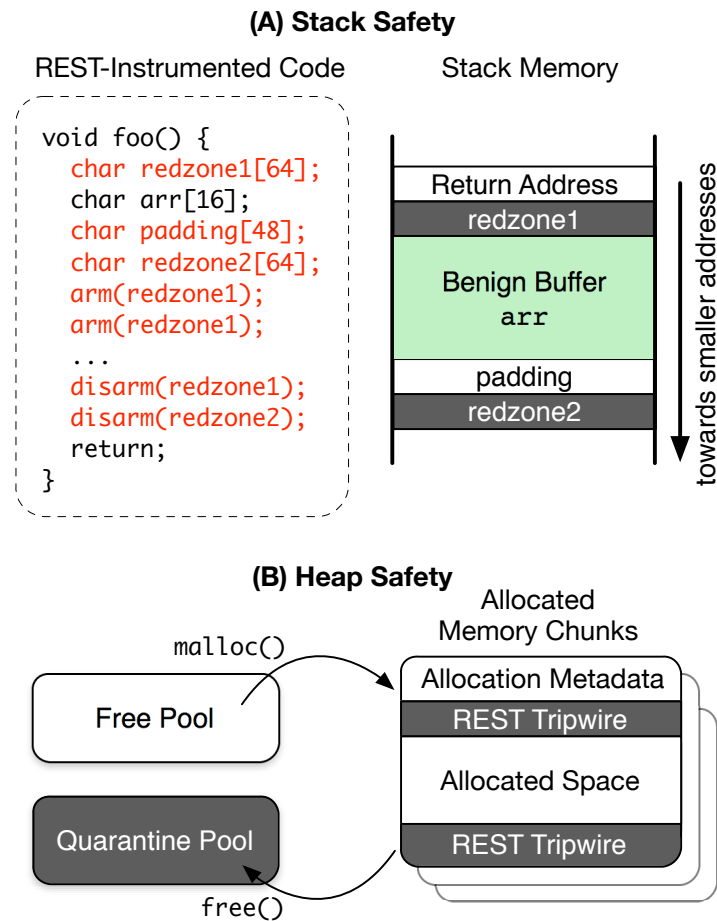 (A) Stack Safety
REST-Instrumented Code
void foo() {
char redzone1[64];
char arr[16];
char padding[48];
char redzone2[64];
arm(redzone1);
arm(redzone1);
...
disarm(redzone1);
disarm(redzone2);
return;
}
Stack Memory
Return Address
redzone1
Benign Buffer
arr
padding
redzone2
towards smaller addresses
(B) Heap Safety
malloc()
Free Pool
Quarantine Pool
free()
Allocated
Memory Chunks
Allocation Metadata
REST Tripwire
Allocated Space
REST Tripwire